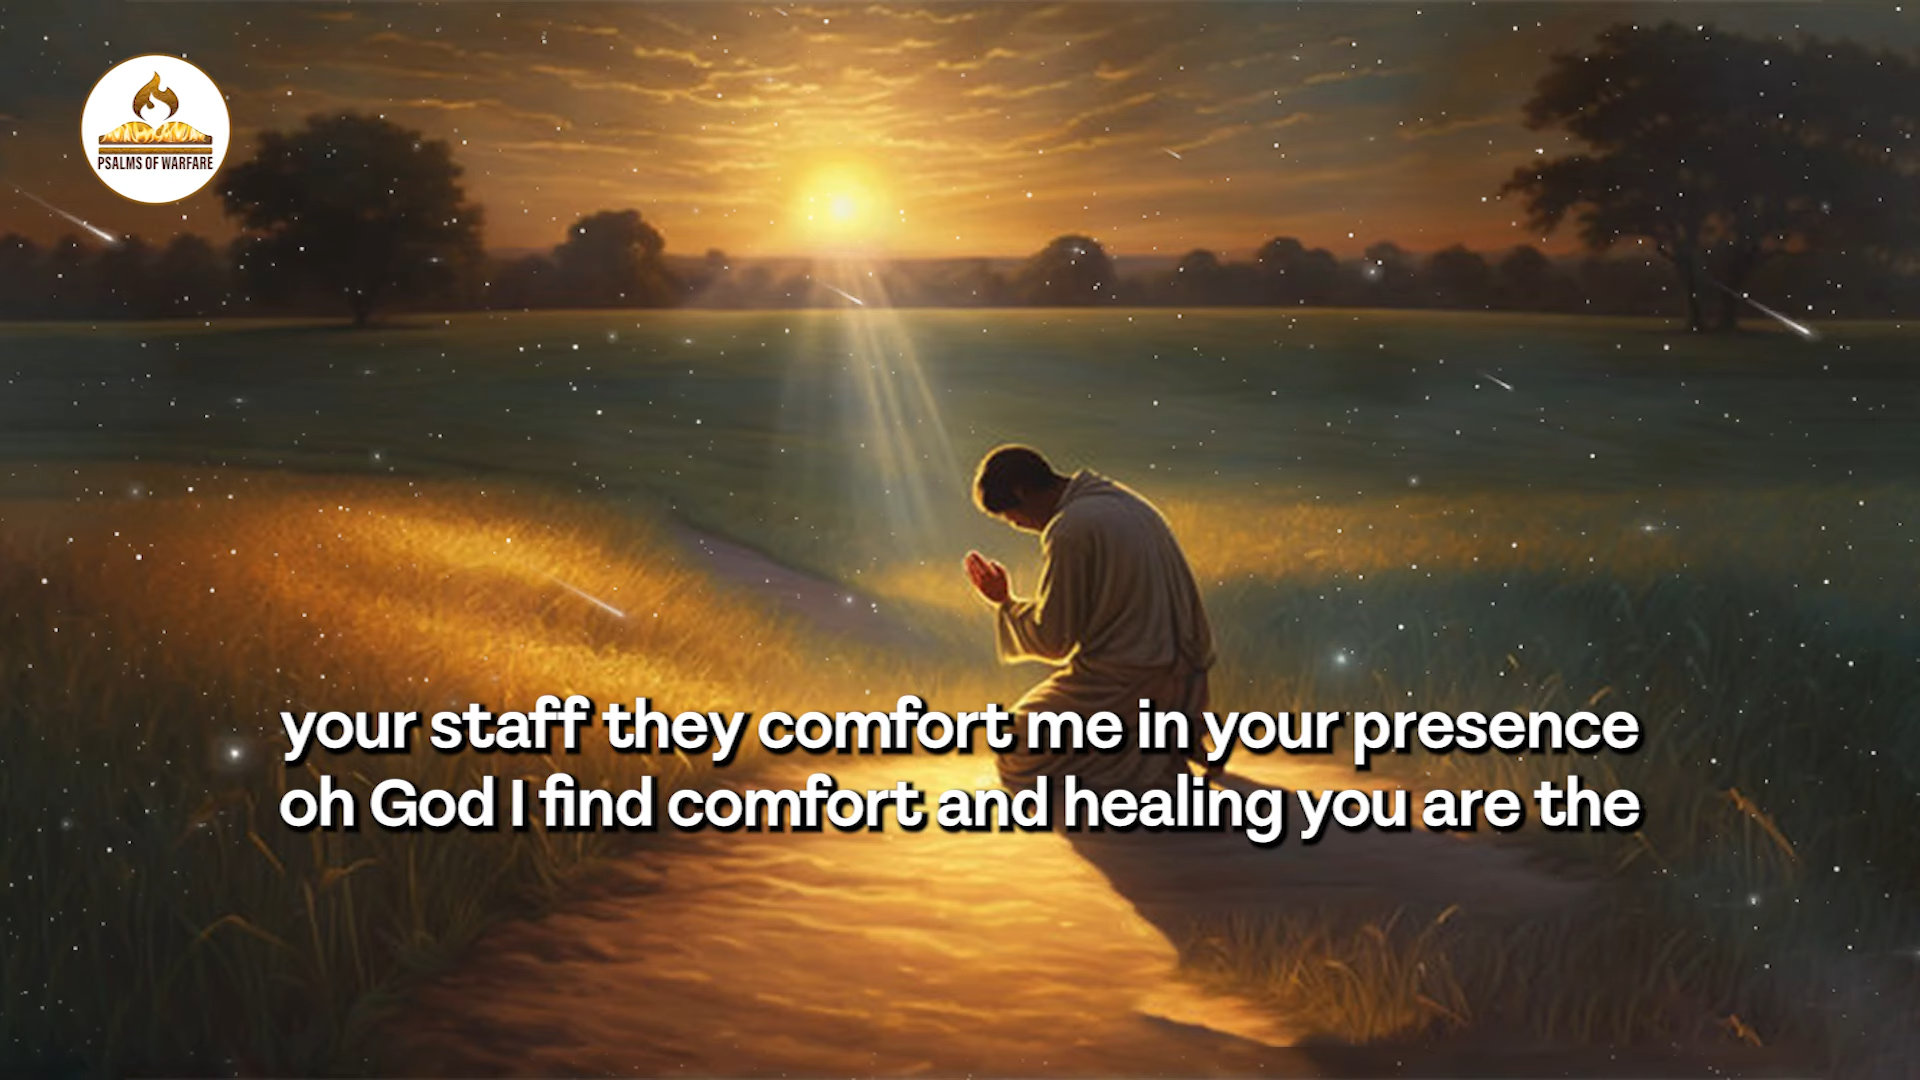 PSALMS OF WARFARE
your staff they comfort me in your presence
oh God I find comfort and healing you are the